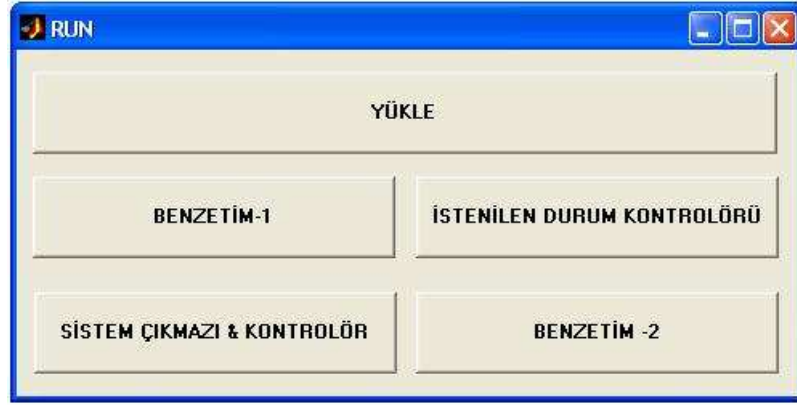 RUN
YÜKLE
BENZETİM-1
İSTENİLEN DURUM KONTROLÖRÜ
SİSTEM ÇIKMAZI & KONTROLÖR
BENZETİM -2